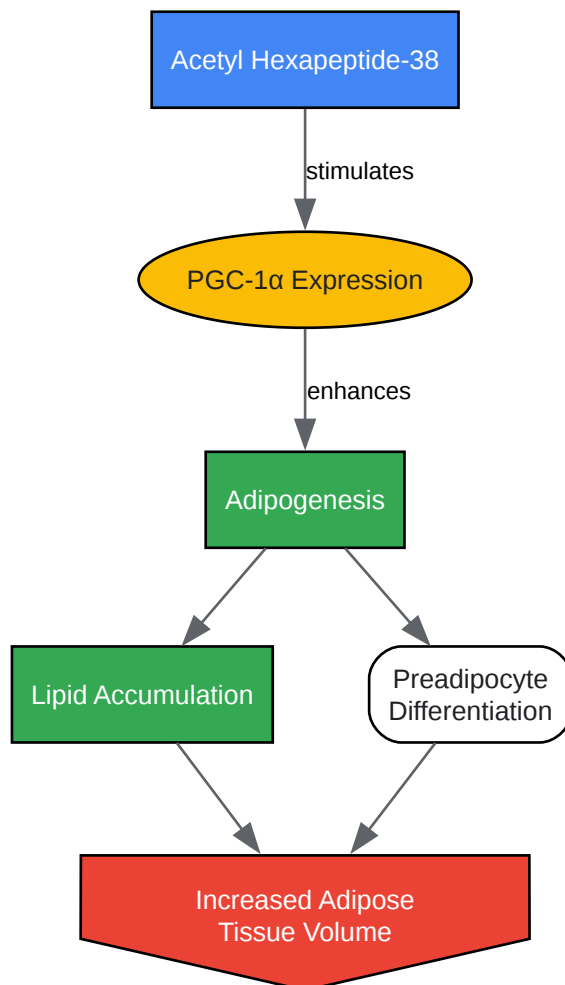 Acetyl Hexapeptide-38
stimulates
PGC-1α Expression
enhances
Adipogenesis
Lipid Accumulation
Preadipocyte
Differentiation
Increased Adipose
Tissue Volume